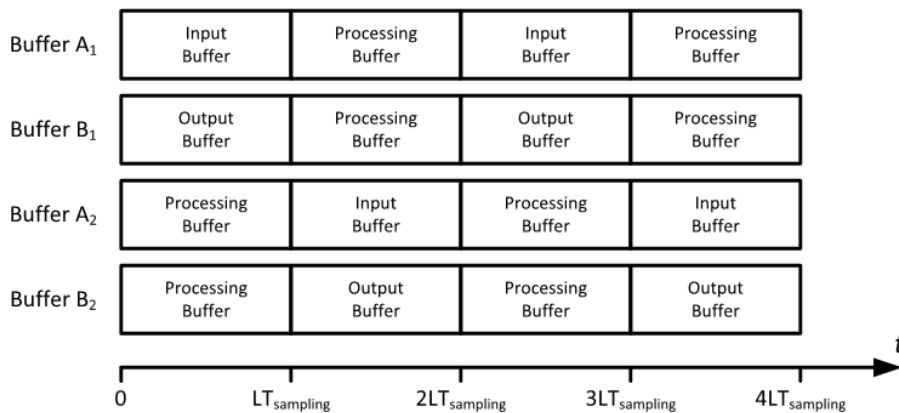 Buffer A₁
Input Buffer
Processing Buffer
Input Buffer
Processing Buffer
Buffer B₁
Output Buffer
Processing Buffer
Output Buffer
Processing Buffer
Buffer A₂
Processing Buffer
Input Buffer
Processing Buffer
Input Buffer
Buffer B₂
Processing Buffer
Output Buffer
Processing Buffer
Output Buffer
t
0 LTsampling 2LTsampling 3LTsampling 4LTsampling